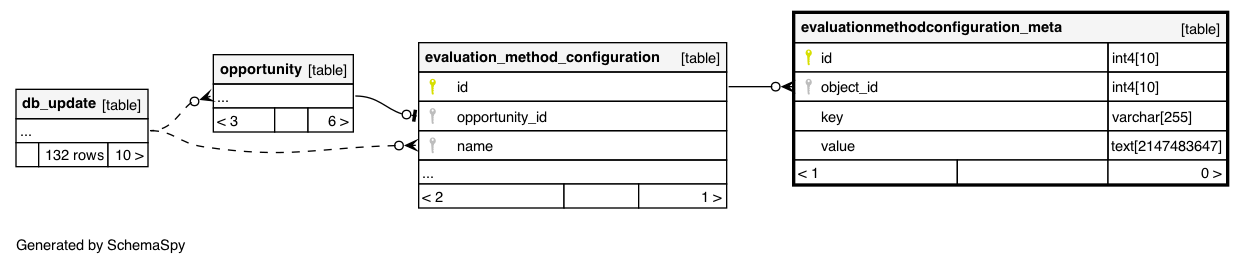 db_update [table]
...
132 rows 10 >
opportunity [table]
...
< 3 6 >
evaluation_method_configuration [table]
id
opportunity_id
name
...
< 2 1 >
evaluationmethodconfiguration_meta [table]
id int4[10]
object_id int4[10]
key varchar[255]
value text[2147483647]
< 1 0 >
Generated by SchemaSpy